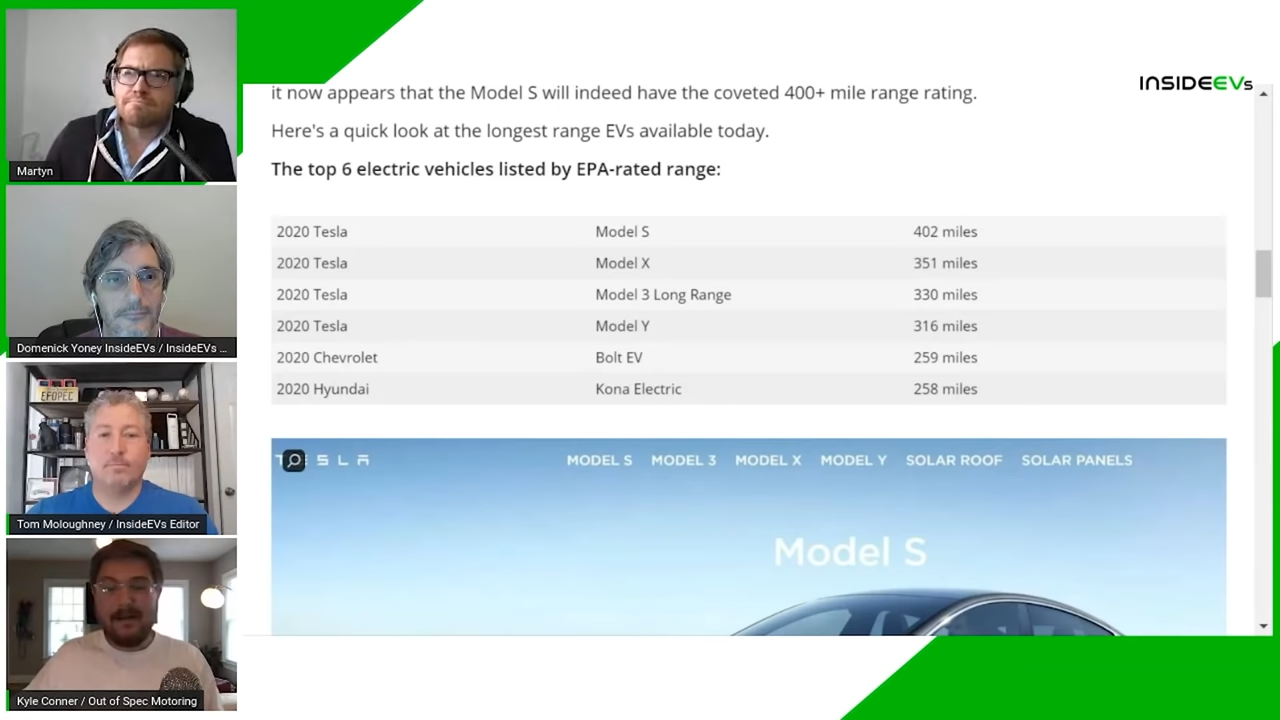 Martyn
Domenick Yoney InsideEVs / InsideEVs ...
EFOPEC
Tom Moloughney / InsideEVs Editor
Kyle Conner / Out of Spec Motoring
INSIDEEVs
it now appears that the Model S will indeed have the coveted 400+ mile range rating.
Here's a quick look at the longest range EVs available today.
The top 6 electric vehicles listed by EPA-rated range:
2020 Tesla Model S 402 miles
2020 Tesla Model X 351 miles
2020 Tesla Model 3 Long Range 330 miles
2020 Tesla Model Y 316 miles
2020 Chevrolet Bolt EV 259 miles
2020 Hyundai Kona Electric 258 miles
TESLA MODEL S MODEL 3 MODEL X MODEL Y SOLAR ROOF SOLAR PANELS
Model S